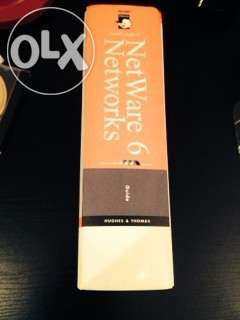 OLX
NetWare 6
Networks
Guide
HUGHES & THOMAS